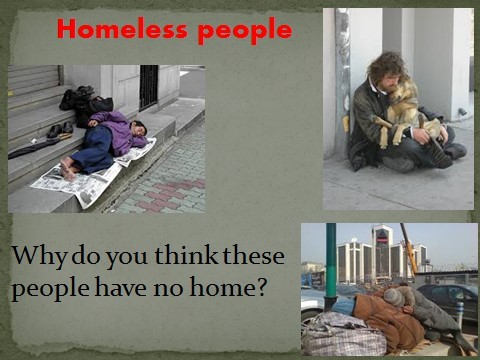 Homeless people
Why do you think these
people have no home?